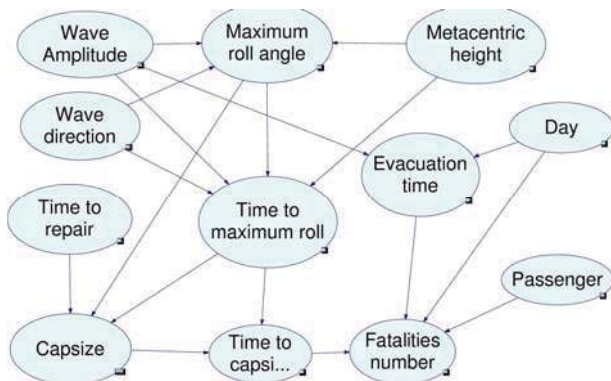 Wave
Amplitude
Maximum
roll angle
Metacentric
height
Wave
direction
Day
Evacuation
time
Time to
repair
Time to
maximum roll
Passenger
Capsize
Time to
capsi...
Fatalities
number